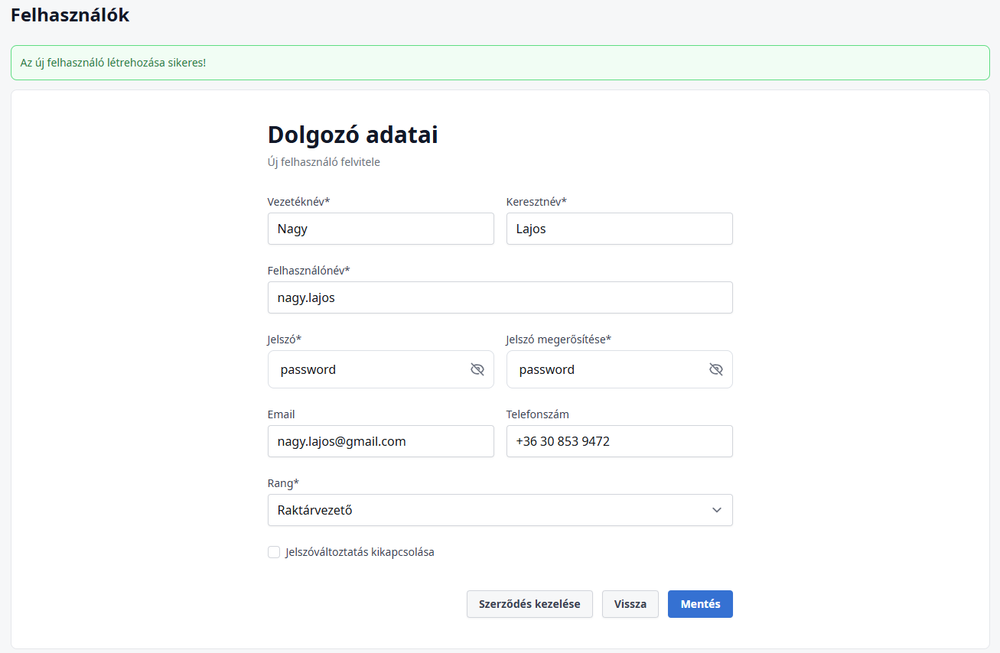 Felhasználók
Az új felhasználó létrehozása sikeres!
Dolgozó adatai
Új felhasználó felvitele
Vezetéknév* Keresztnév*
Nagy Lajos
Felhasználónév*
nagy.lajos
Jelszó* Jelszó megerősítése*
password password
Email Telefonszám
nagy.lajos@gmail.com +36 30 853 9472
Rang*
Raktárvezető
Jelszóváltoztatás kikapcsolása
Szerződés kezelése Vissza Mentés